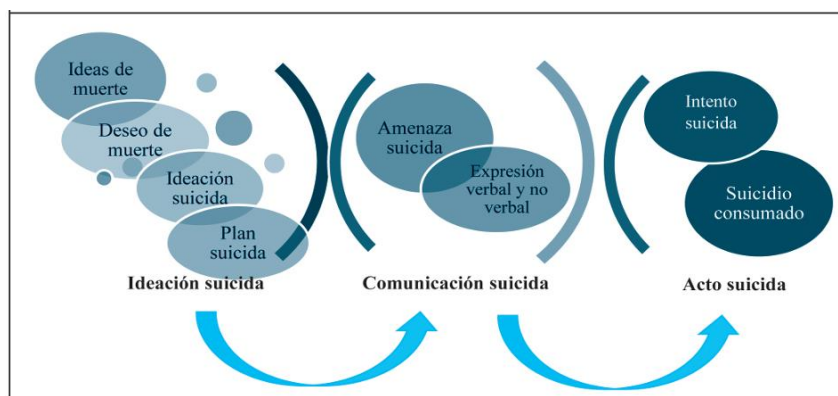 Ideas de
muerte
Deseo de
muerte
Ideación
suicida
Plan
suicida
Ideación suicida
Amenaza
suicida
Expresión
verbal y no
verbal
Comunicación suicida
Intento
suicida
Suicidio
consumado
Acto suicida